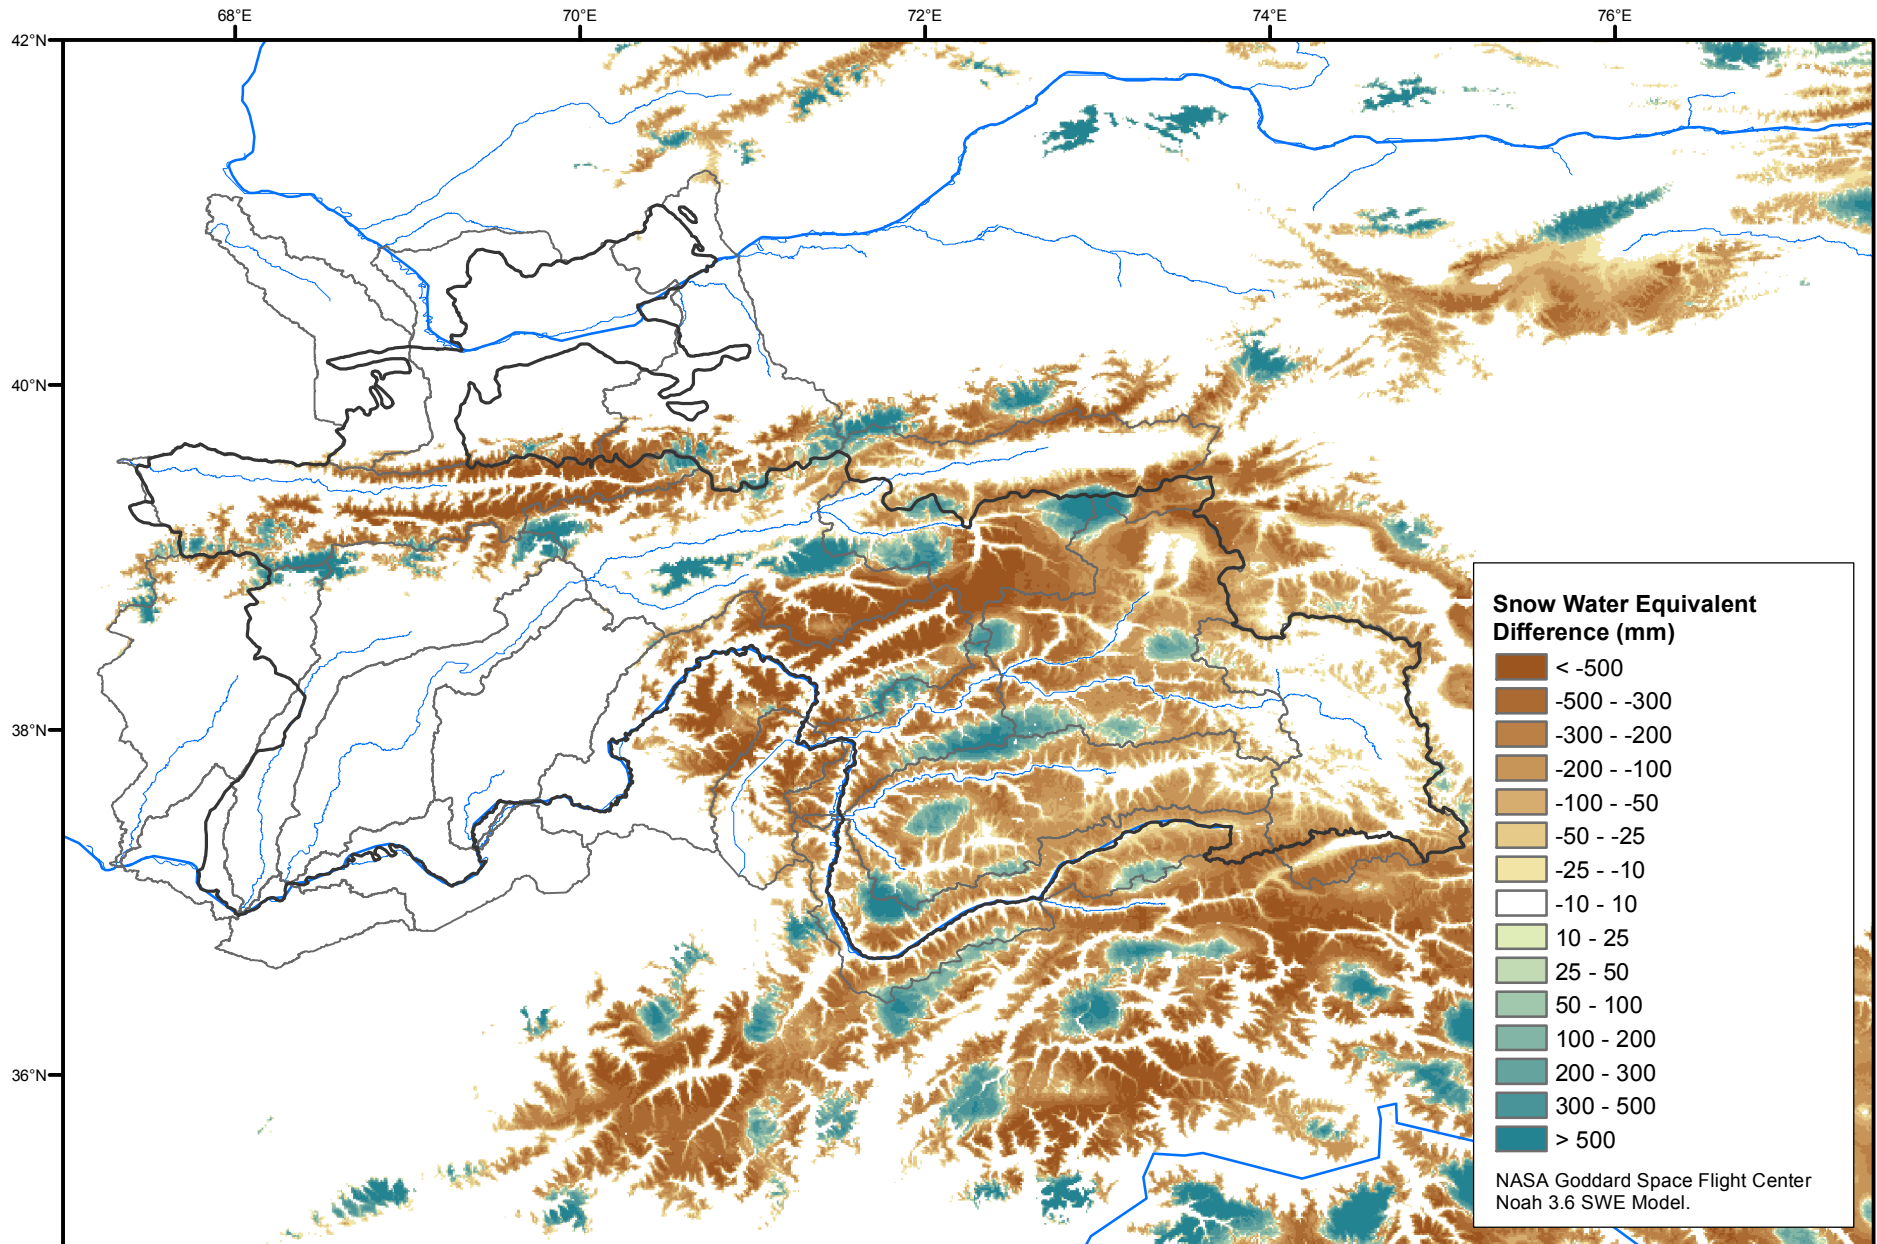 68°E
70°E
72°E
74°E
76°E
42°N
40°N
38°N
36°N
Snow Water Equivalent
Difference (mm)
< -500
-500 - -300
-300 - -200
-200 - -100
-100 - -50
-50 - -25
-25 - -10
-10 - 10
10 - 25
25 - 50
50 - 100
100 - 200
200 - 300
300 - 500
> 500
NASA Goddard Space Flight Center
Noah 3.6 SWE Model.